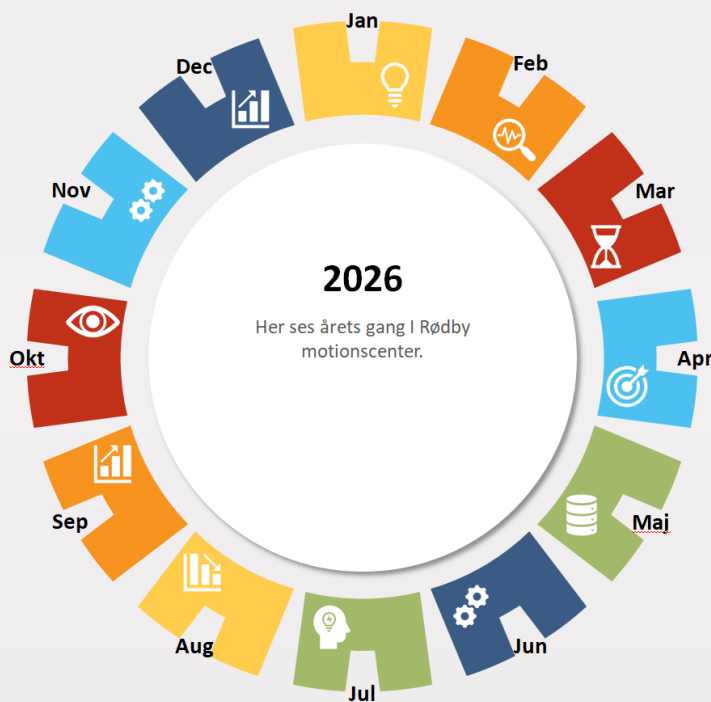 Jan
Feb
Mar
Apr
Maj
Jun
Jul
Aug
Sep
Okt
Nov
Dec
2026
Her ses årets gang I Rødby
motionscenter.